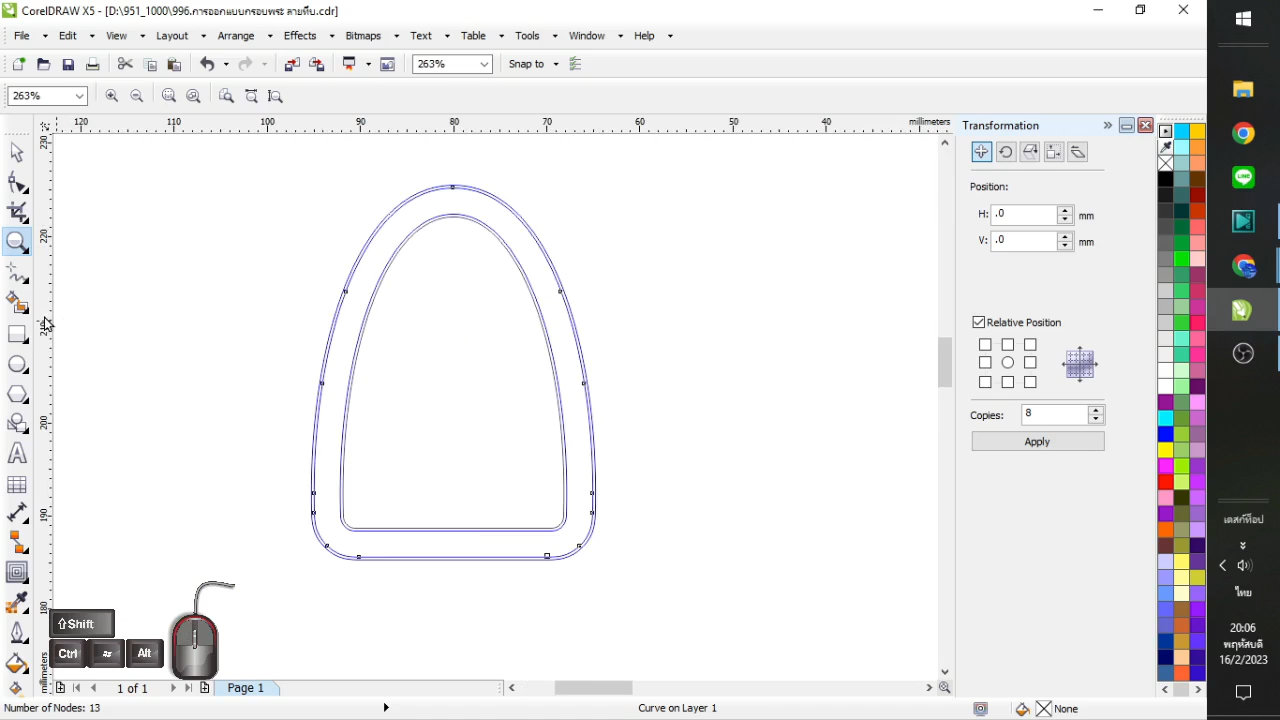 CorelDRAW X5 - [D:\951_1000\996.การออกแบบกรอบพระ ลายทึบ.cdr]
File Edit View Layout Arrange Effects Bitmaps Text Table Tools Window Help
263% Snap to
263%
120 110 100 90 80 70 60 50 40 millimeters
Transformation
Position:
H: .0 mm
V: .0 mm
Relative Position
Copies: 8
Apply
230
220
200
190
180
millimeters
Shift
Ctrl Alt
1 of 1 Page 1
Number of Nodes: 13 Curve on Layer 1 None
LINE
เดสก์ท็อป
ไทย
20:06
พฤหัสบดี
16/2/2023